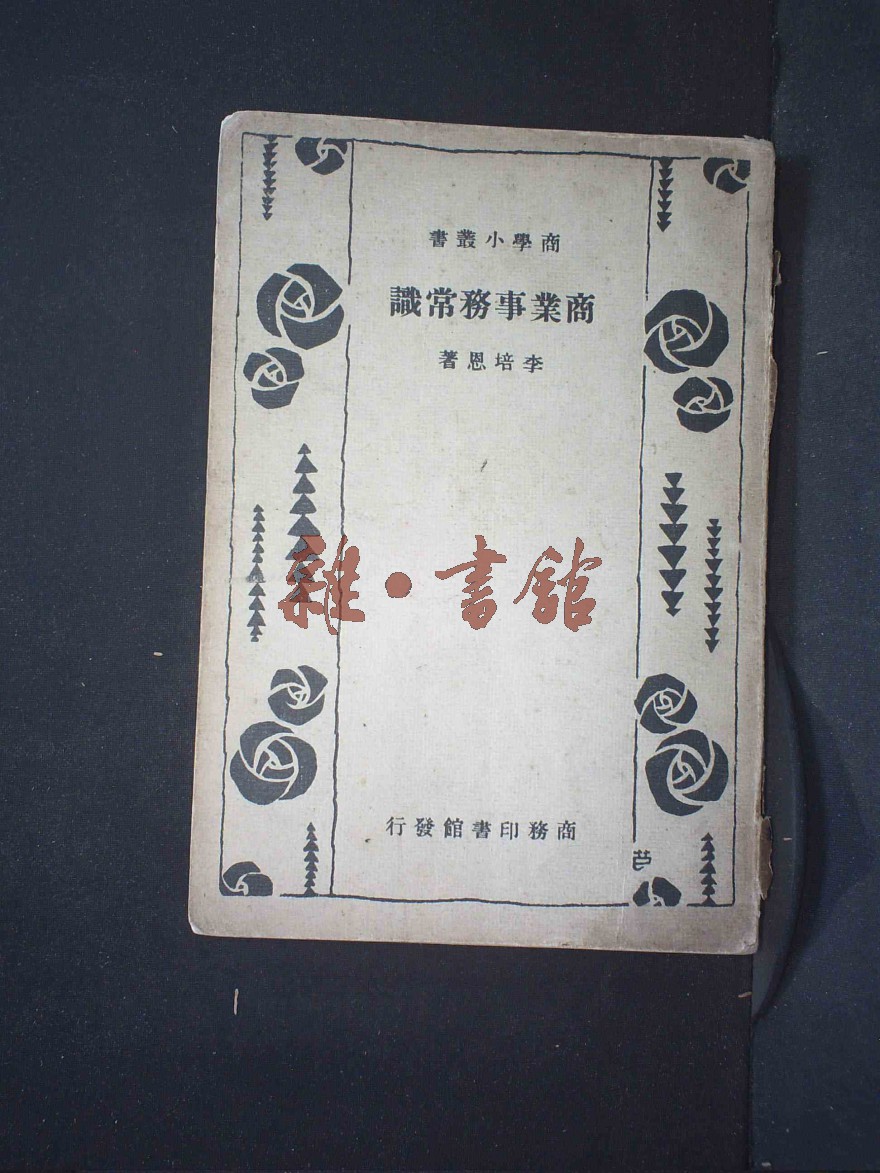 商學小叢書
商業事務常識
李培恩著
雜·書館
商務印書館發行